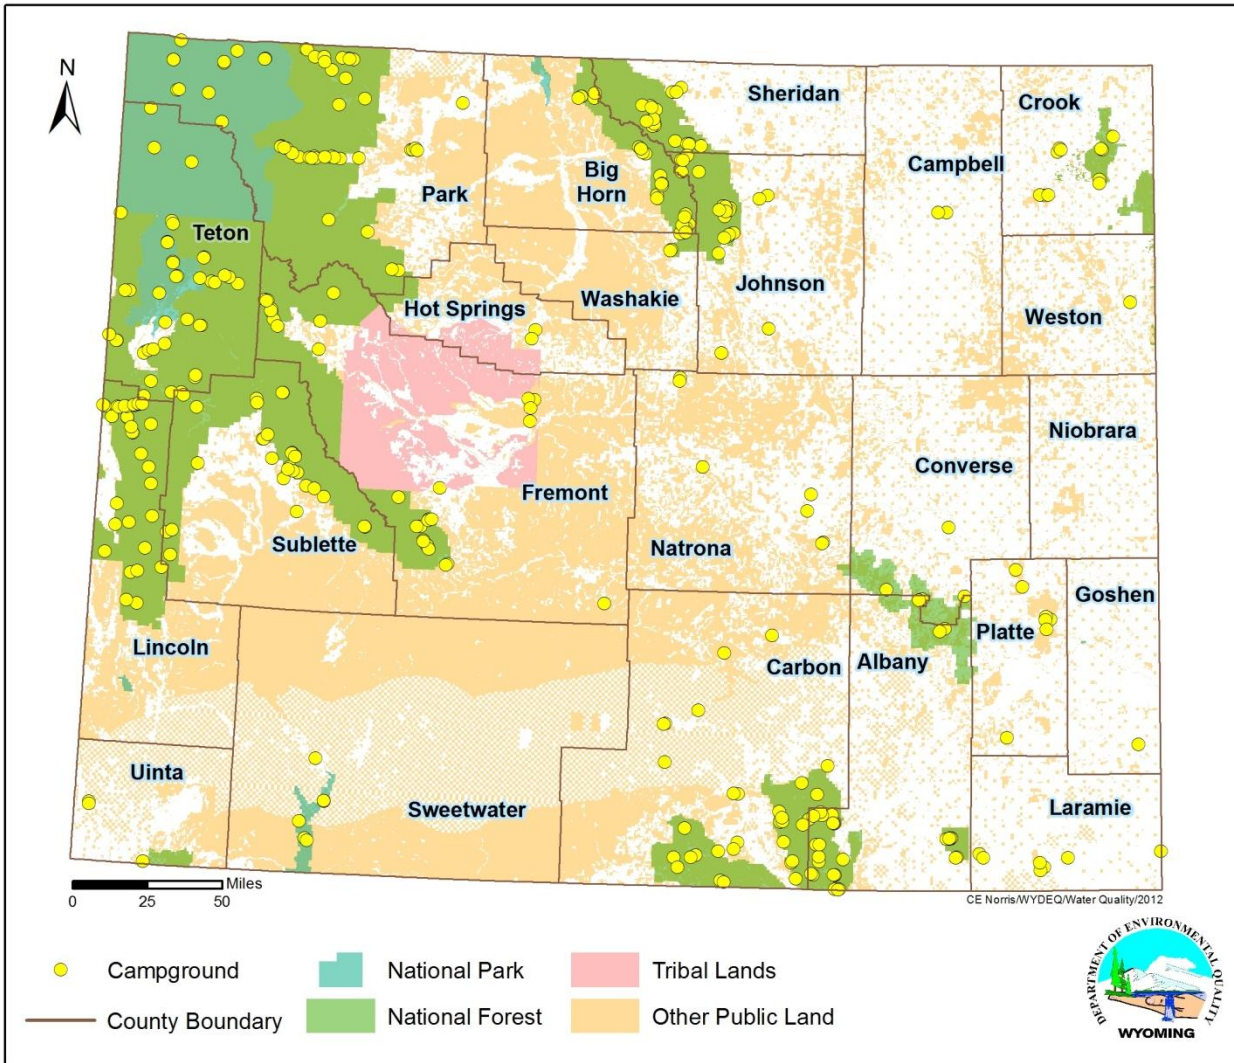 N
Sheridan
Crook
Campbell
Park
Big
Horn
Teton
Johnson
Hot Springs
Washakie
Weston
Niobrara
Converse
Fremont
Natrona
Sublette
Goshen
Platte
Lincoln
Carbon
Albany
Uinta
Sweetwater
Laramie
Miles
0 25 50
CE Norris/WYDEQ/Water Quality/2012
Campground
National Park
Tribal Lands
County Boundary
National Forest
Other Public Land
DEPARTMENT OF ENVIRONMENTAL QUALITY
WYOMING